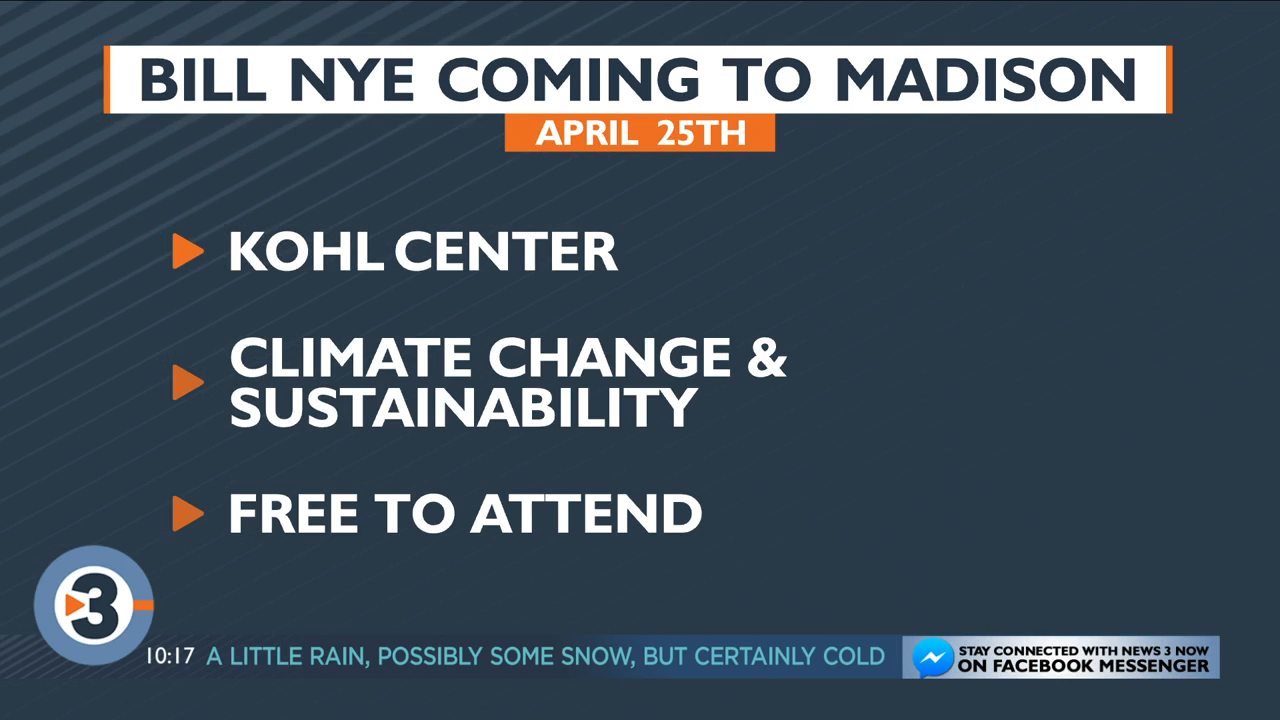 BILL NYE COMING TO MADISON
APRIL 25TH
KOHL CENTER
CLIMATE CHANGE &
SUSTAINABILITY
FREE TO ATTEND
3
10:17 A LITTLE RAIN, POSSIBLY SOME SNOW, BUT CERTAINLY COLD
STAY CONNECTED WITH NEWS 3 NOW
ON FACEBOOK MESSENGER